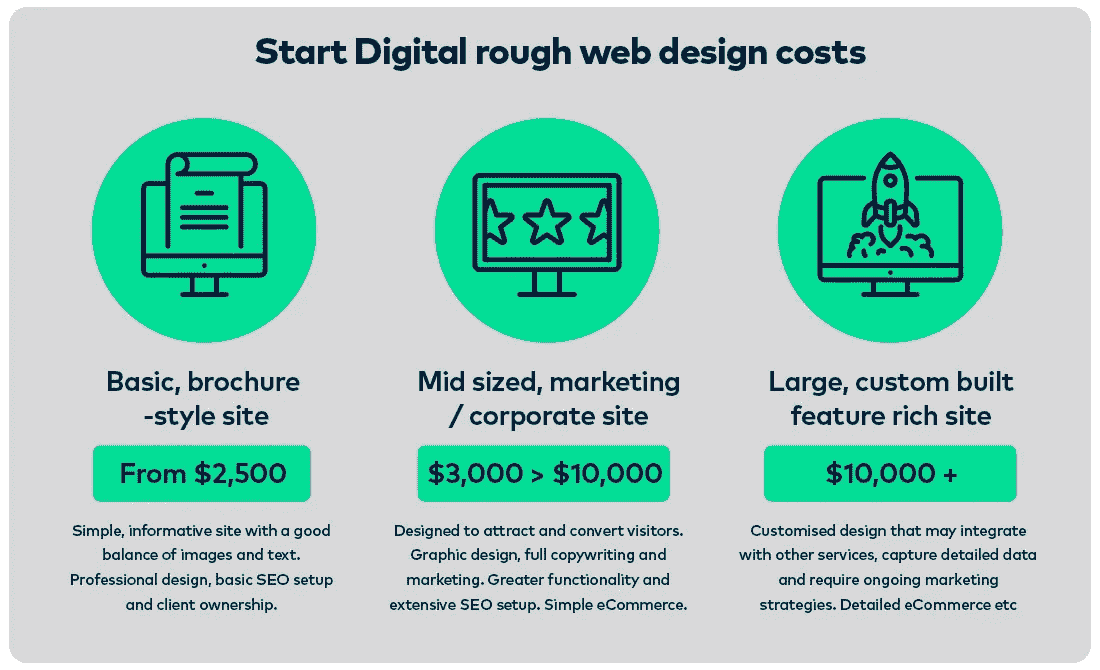 Start Digital rough web design costs
Basic, brochure
-style site
From $2,500
Simple, informative site with a good
balance of images and text.
Professional design, basic SEO setup
and client ownership.
Mid sized, marketing
/ corporate site
$3,000 > $10,000
Designed to attract and convert visitors.
Graphic design, full copywriting and
marketing. Greater functionality and
extensive SEO setup. Simple eCommerce.
Large, custom built
feature rich site
$10,000 +
Customised design that may integrate
with other services, capture detailed data
and require ongoing marketing
strategies. Detailed eCommerce etc